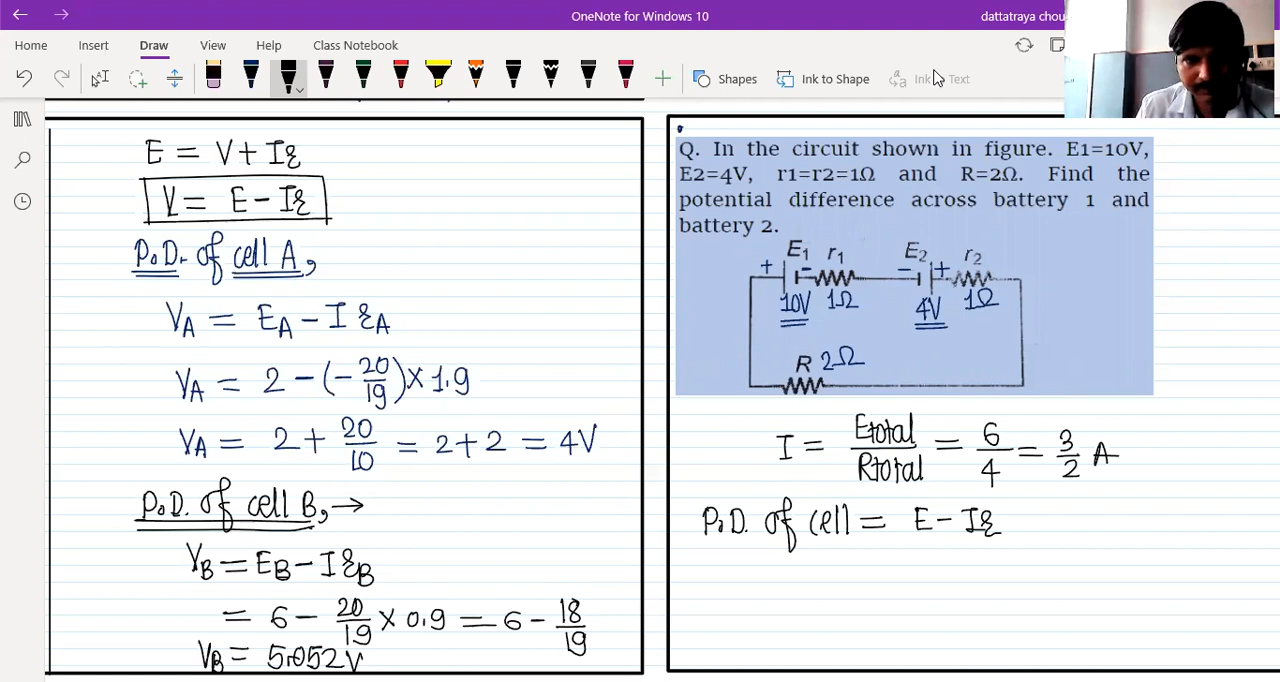 OneNote for Windows 10
dattatraya chou
Home Insert Draw View Help Class Notebook
Shapes Ink to Shape Ink Text
E = V + Ir
V = E - Ir
P.D. of cell A,
VA = EA - I rA
VA = 2 - (-20/19) × 1.9
VA = 2 + 20/10 = 2+2 = 4V
P.D. of cell B, →
VB = EB - I rB
= 6 - 20/19 × 0.9 = 6 - 18/19
VB = 5.052V
Q. In the circuit shown in figure. E1=10V,
E2=4V, r1=r2=1Ω and R=2Ω. Find the
potential difference across battery 1 and
battery 2.
E1 r1 E2 r2
+ - - +
10V 1Ω 4V 1Ω
R 2Ω
I = Etotal/Rtotal = 6/4 = 3/2 A
P.D. of cell = E - Ir